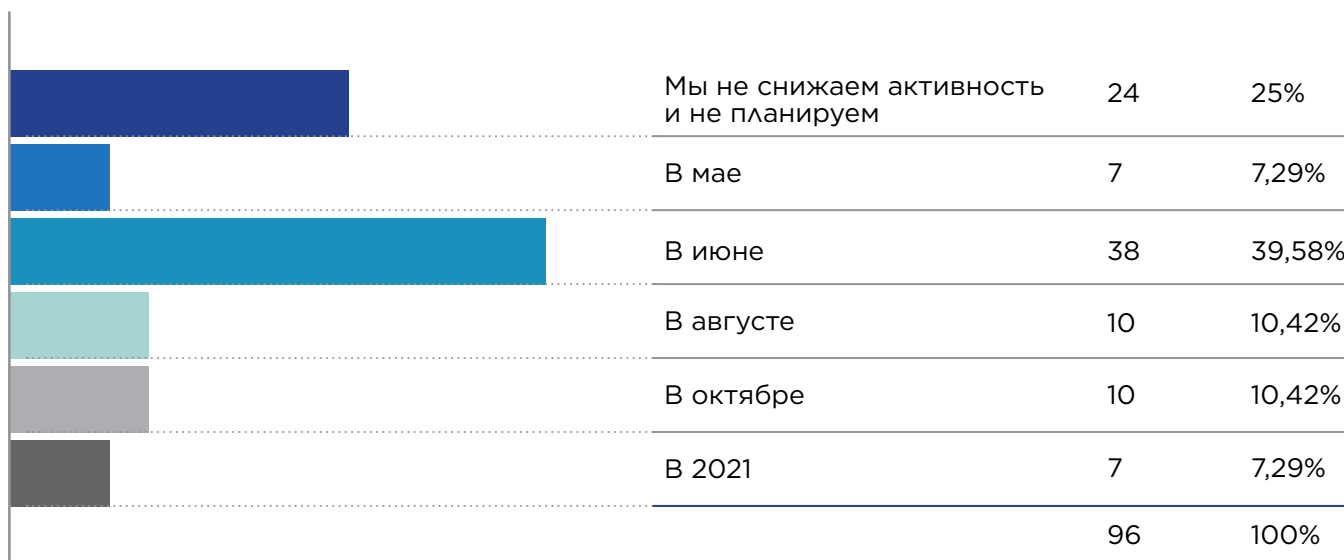 Мы не снижаем активность 24 25%
и не планируем
В мае 7 7,29%
В июне 38 39,58%
В августе 10 10,42%
В октябре 10 10,42%
В 2021 7 7,29%
96 100%